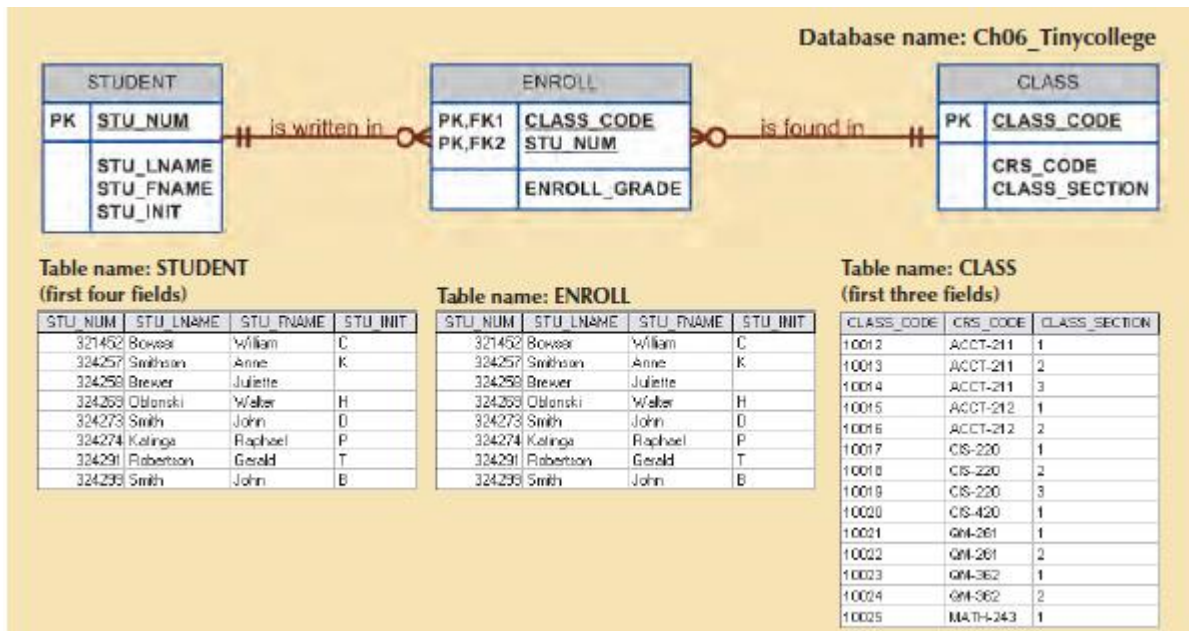 Database name: Ch06_Tinycollege
STUDENT
PK STU_NUM
STU_LNAME
STU_FNAME
STU_INIT
is written in
ENROLL
PK,FK1 CLASS_CODE
PK,FK2 STU_NUM
ENROLL_GRADE
is found in
CLASS
PK CLASS_CODE
CRS_CODE
CLASS_SECTION
Table name: STUDENT
(first four fields)
STU_NUM STU_LNAME STU_FNAME STU_INIT
321452 Bowser William C
324257 Smithson Anne K
324258 Brewer Juliette
324269 Oblonski Walter H
324273 Smith John D
324274 Katinga Raphael P
324291 Robertson Gerald T
324299 Smith John B
Table name: ENROLL
STU_NUM STU_LNAME STU_FNAME STU_INIT
321452 Bowser William C
324257 Smithson Anne K
324258 Brewer Juliette
324269 Oblonski Walter H
324273 Smith John D
324274 Katinga Raphael P
324291 Robertson Gerald T
324299 Smith John B
Table name: CLASS
(first three fields)
CLASS_CODE CRS_CODE CLASS_SECTION
10012 ACCT-211 1
10013 ACCT-211 2
10014 ACCT-211 3
10015 ACCT-212 1
10016 ACCT-212 2
10017 CIS-220 1
10018 CIS-220 2
10019 CIS-220 3
10020 CIS-420 1
10021 QM-261 1
10022 QM-261 2
10023 QM-362 1
10024 QM-362 2
10025 MATH-243 1